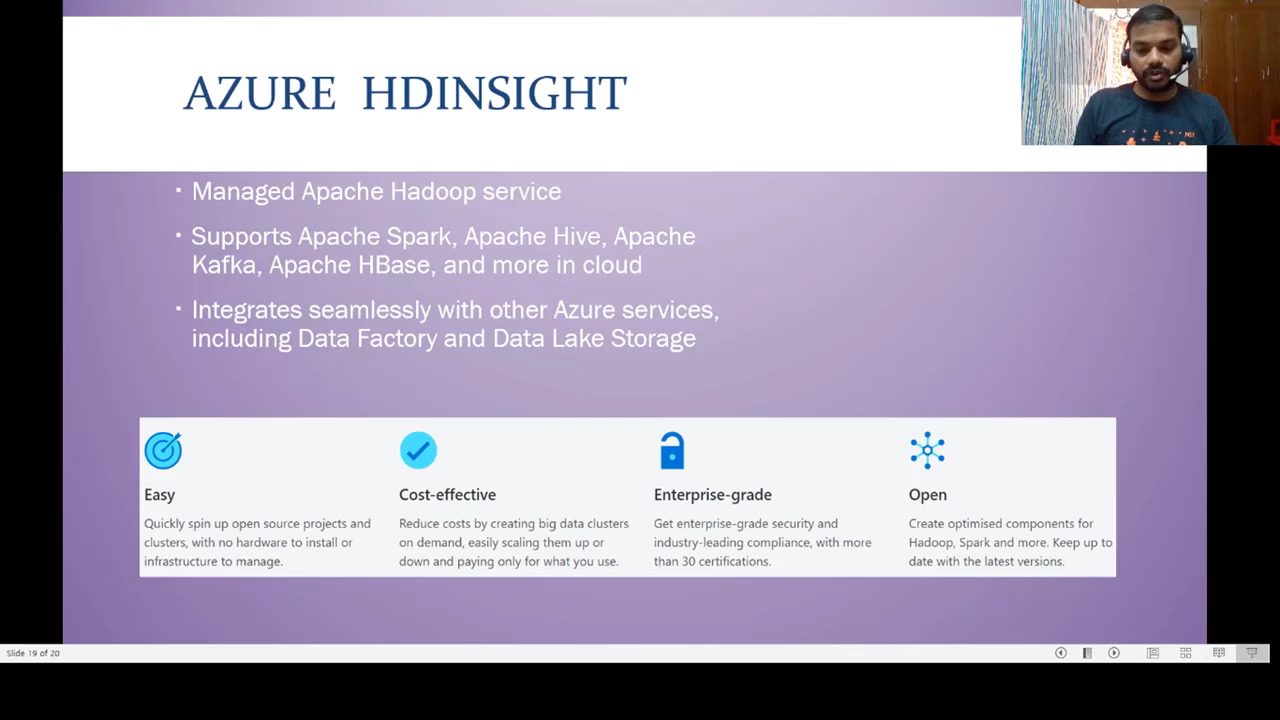 AZURE HDINSIGHT
▪ Managed Apache Hadoop service
▪ Supports Apache Spark, Apache Hive, Apache
Kafka, Apache HBase, and more in cloud
▪ Integrates seamlessly with other Azure services,
including Data Factory and Data Lake Storage
Easy
Quickly spin up open source projects and
clusters, with no hardware to install or
infrastructure to manage.
Cost-effective
Reduce costs by creating big data clusters
on demand, easily scaling them up or
down and paying only for what you use.
Enterprise-grade
Get enterprise-grade security and
industry-leading compliance, with more
than 30 certifications.
Open
Create optimised components for
Hadoop, Spark and more. Keep up to
date with the latest versions.
Slide 19 of 20